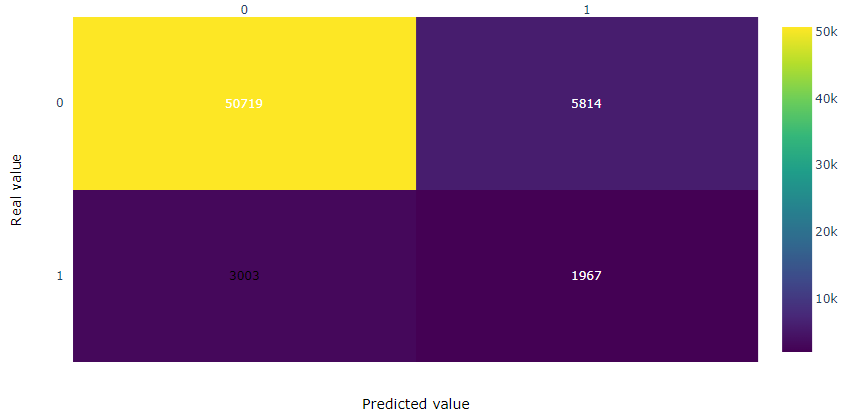 0 1
50k
0 50719 5814
40k
30k
Real value
20k
1 3003 1967
10k
Predicted value